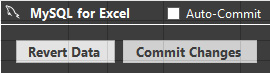 MySQL for Excel Auto-Commit
Revert Data Commit Changes